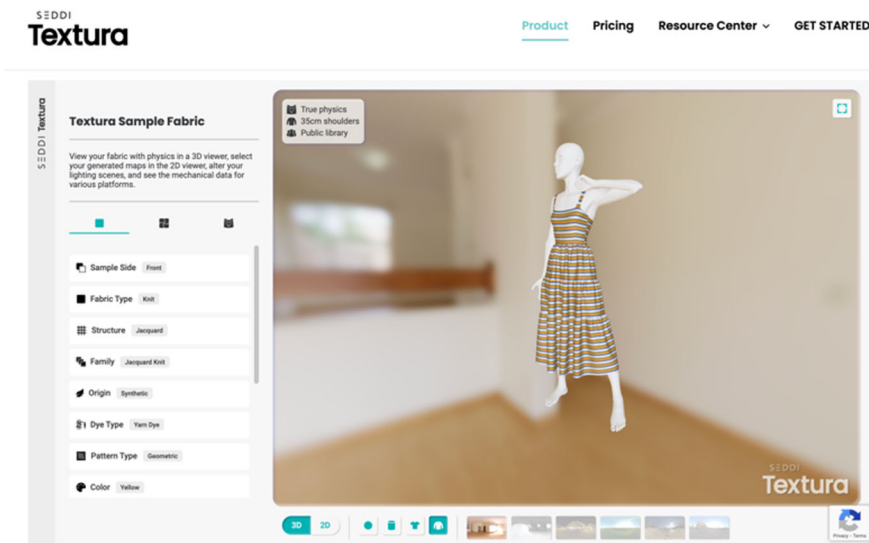 SEDDI
Textura
Product
Pricing
Resource Center
GET STARTED
SEDDI Textura
Textura Sample Fabric
View your fabric with physics in a 3D viewer, select
your generated maps in the 2D viewer, alter your
lighting scenes, and see the mechanical data for
various platforms.
Sample Side Front
Fabric Type Knit
Structure Jacquard
Family Jacquard Knit
Origin Synthetic
Dye Type Yarn Dye
Pattern Type Geometric
Color Yellow
True physics
35cm shoulders
Public library
SEDDI
Textura
3D 2D
Privacy - Terms